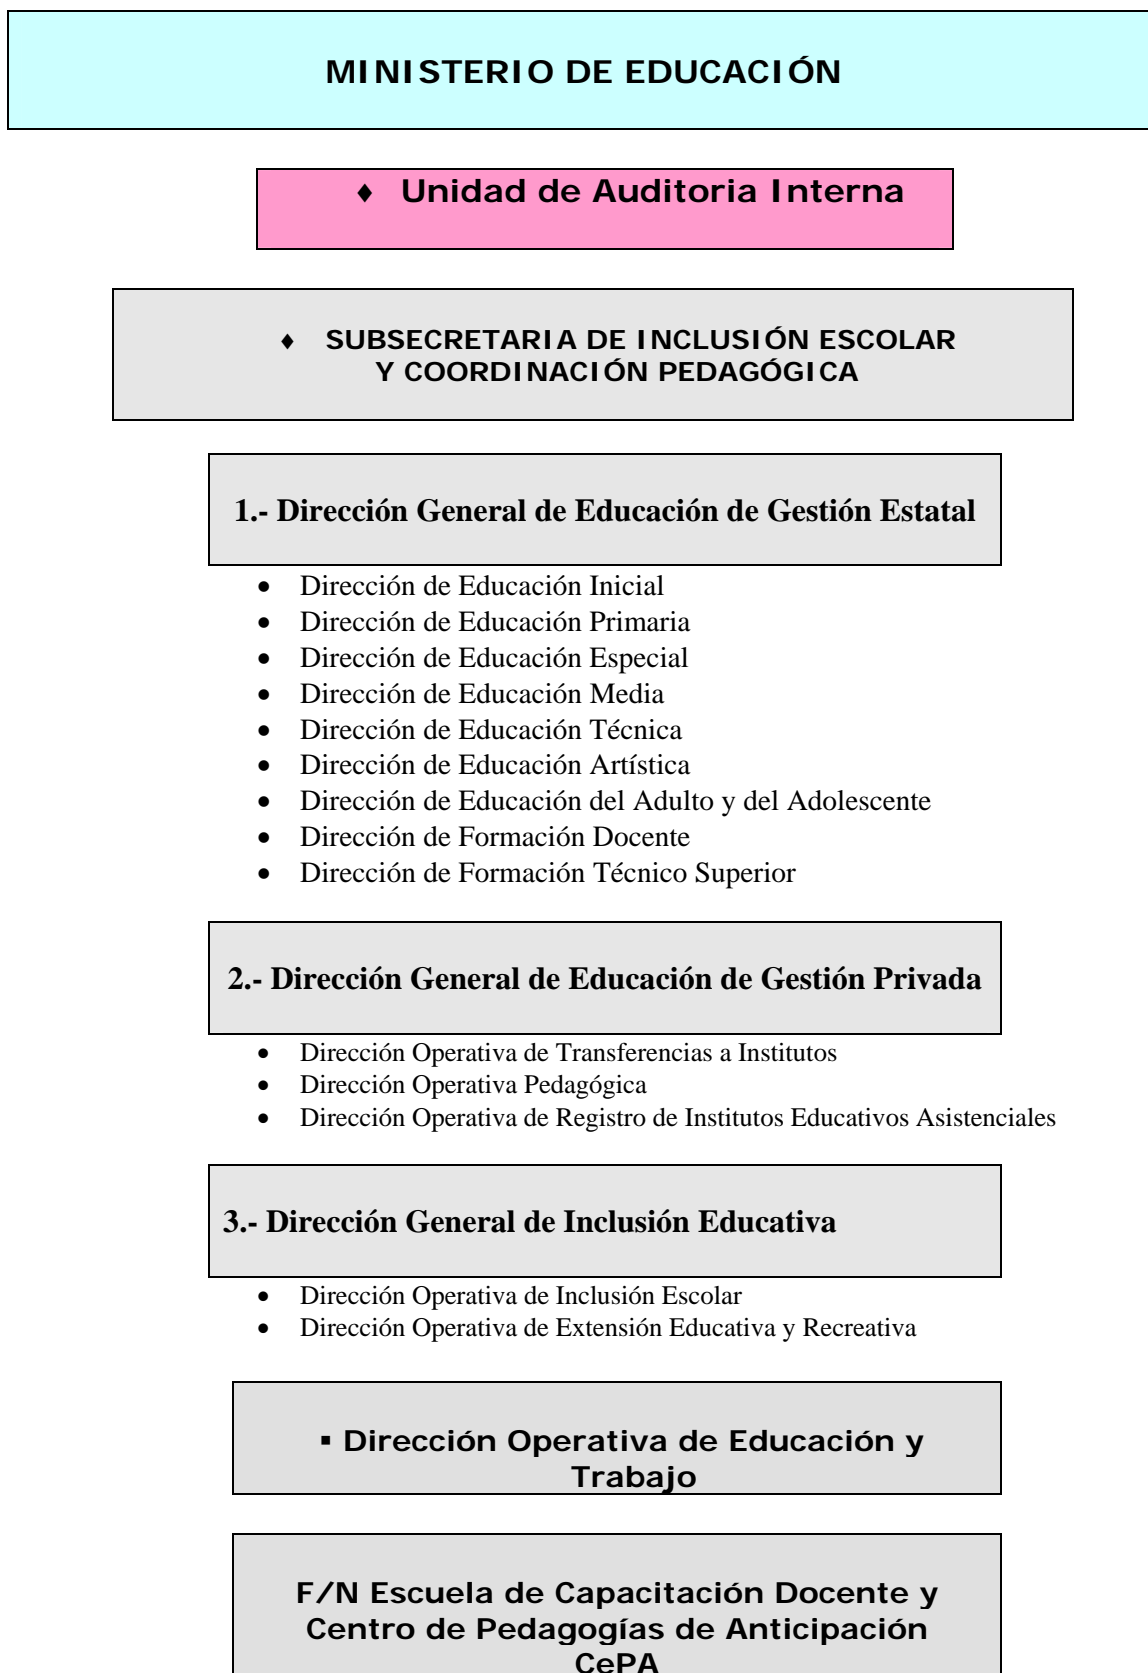 MINISTERIO DE EDUCACIÓN
♦ Unidad de Auditoria Interna
♦ SUBSECRETARIA DE INCLUSIÓN ESCOLAR
Y COORDINACIÓN PEDAGÓGICA
1.- Dirección General de Educación de Gestión Estatal
• Dirección de Educación Inicial
• Dirección de Educación Primaria
• Dirección de Educación Especial
• Dirección de Educación Media
• Dirección de Educación Técnica
• Dirección de Educación Artística
• Dirección de Educación del Adulto y del Adolescente
• Dirección de Formación Docente
• Dirección de Formación Técnico Superior
2.- Dirección General de Educación de Gestión Privada
• Dirección Operativa de Transferencias a Institutos
• Dirección Operativa Pedagógica
• Dirección Operativa de Registro de Institutos Educativos Asistenciales
3.- Dirección General de Inclusión Educativa
• Dirección Operativa de Inclusión Escolar
• Dirección Operativa de Extensión Educativa y Recreativa
▪ Dirección Operativa de Educación y
Trabajo
F/N Escuela de Capacitación Docente y
Centro de Pedagogías de Anticipación
CePA